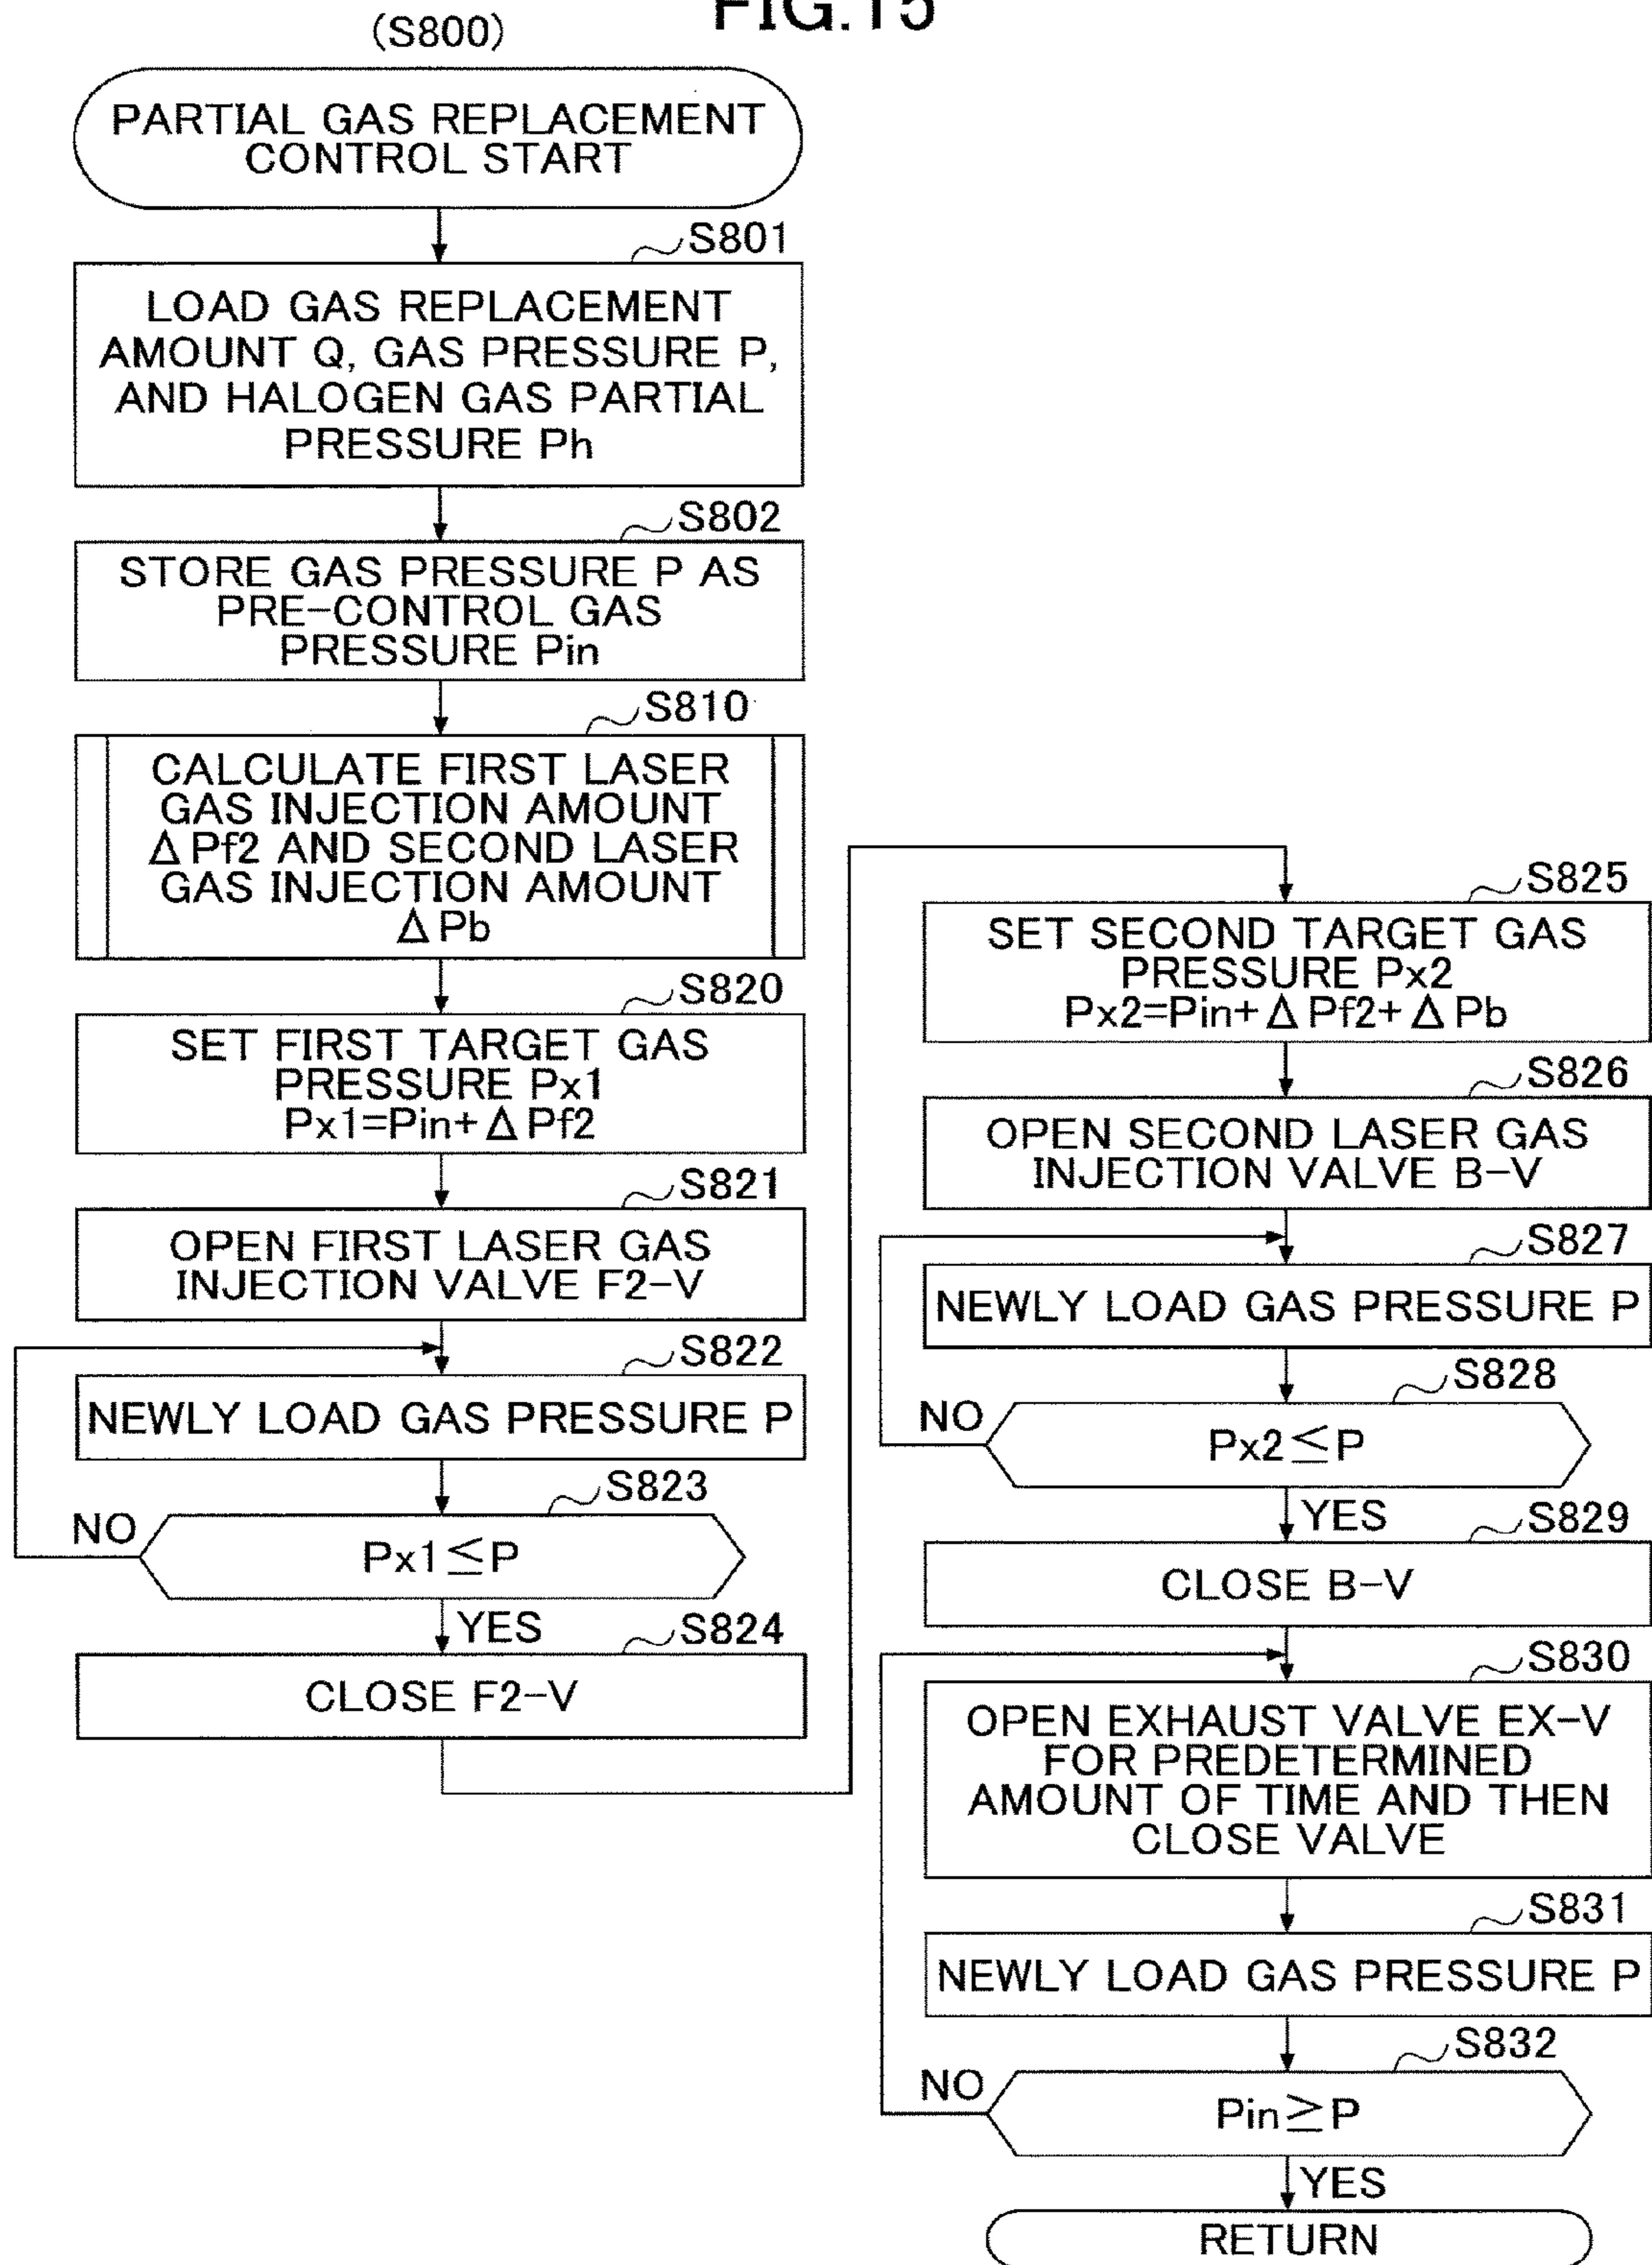 FIG.15
(S800)
PARTIAL GAS REPLACEMENT
CONTROL START
S801
LOAD GAS REPLACEMENT
AMOUNT Q, GAS PRESSURE P,
AND HALOGEN GAS PARTIAL
PRESSURE Ph
S802
STORE GAS PRESSURE P AS
PRE-CONTROL GAS
PRESSURE Pin
S810
CALCULATE FIRST LASER
GAS INJECTION AMOUNT
ΔPf2 AND SECOND LASER
GAS INJECTION AMOUNT
ΔPb
S820
SET FIRST TARGET GAS
PRESSURE Px1
Px1=Pin+ΔPf2
S821
OPEN FIRST LASER GAS
INJECTION VALVE F2-V
S822
NEWLY LOAD GAS PRESSURE P
S823
NO
Px1≤P
YES
S824
CLOSE F2-V
S825
SET SECOND TARGET GAS
PRESSURE Px2
Px2=Pin+ΔPf2+ΔPb
S826
OPEN SECOND LASER GAS
INJECTION VALVE B-V
S827
NEWLY LOAD GAS PRESSURE P
S828
NO
Px2≤P
YES
S829
CLOSE B-V
S830
OPEN EXHAUST VALVE EX-V
FOR PREDETERMINED
AMOUNT OF TIME AND THEN
CLOSE VALVE
S831
NEWLY LOAD GAS PRESSURE P
S832
NO
Pin≥P
YES
RETURN